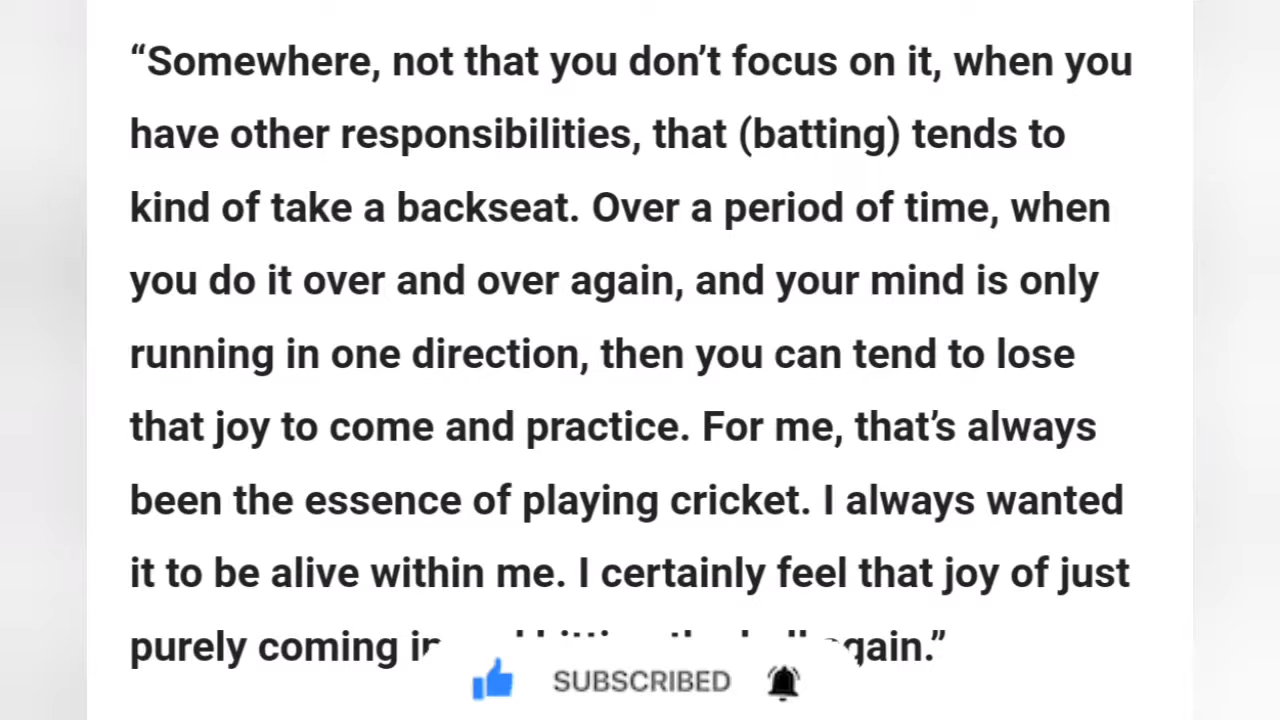 “Somewhere, not that you don’t focus on it, when you
have other responsibilities, that (batting) tends to
kind of take a backseat. Over a period of time, when
you do it over and over again, and your mind is only
running in one direction, then you can tend to lose
that joy to come and practice. For me, that’s always
been the essence of playing cricket. I always wanted
it to be alive within me. I certainly feel that joy of just
purely coming in again.”
SUBSCRIBED